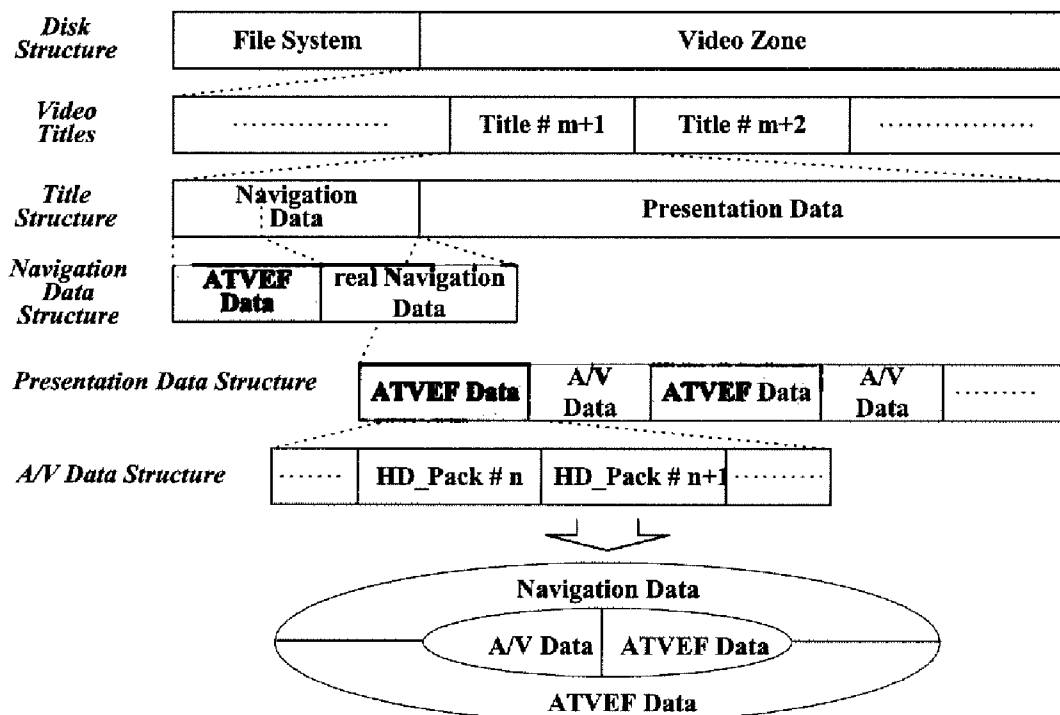 Disk
Structure
File System
Video Zone
Video
Titles
Title # m+1
Title # m+2
Title
Structure
Navigation
Data
Presentation Data
Navigation
Data
Structure
ATVEF
Data
real Navigation
Data
Presentation Data Structure
ATVEF Data
A/V
Data
ATVEF Data
A/V
Data
A/V Data Structure
HD_Pack # n
HD_Pack # n+1
Navigation Data
A/V Data
ATVEF Data
ATVEF Data